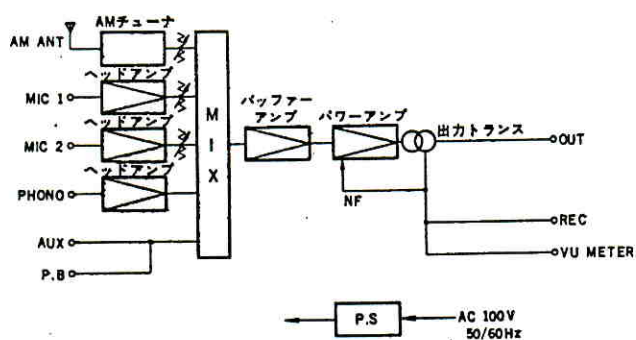 AMチューナ
AM ANT
ヘッドアンプ
MIC 1
ヘッドアンプ
MIC 2
ヘッドアンプ
PHONO
AUX
P.B
MIX
バッファー
アンプ
パワーアンプ
出力トランス
OUT
NF
REC
VU METER
P.S
AC 100V
50/60Hz